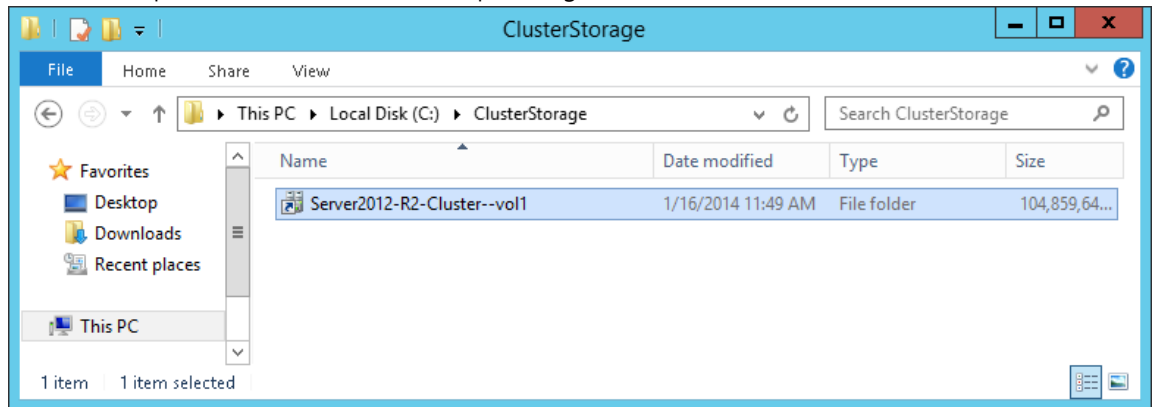 ClusterStorage
File Home Share View
This PC Local Disk (C:) ClusterStorage Search ClusterStorage
Favorites
Desktop
Downloads
Recent places
This PC
Name Date modified Type Size
Server2012-R2-Cluster--vol1 1/16/2014 11:49 AM File folder 104,859,64...
1 item 1 item selected